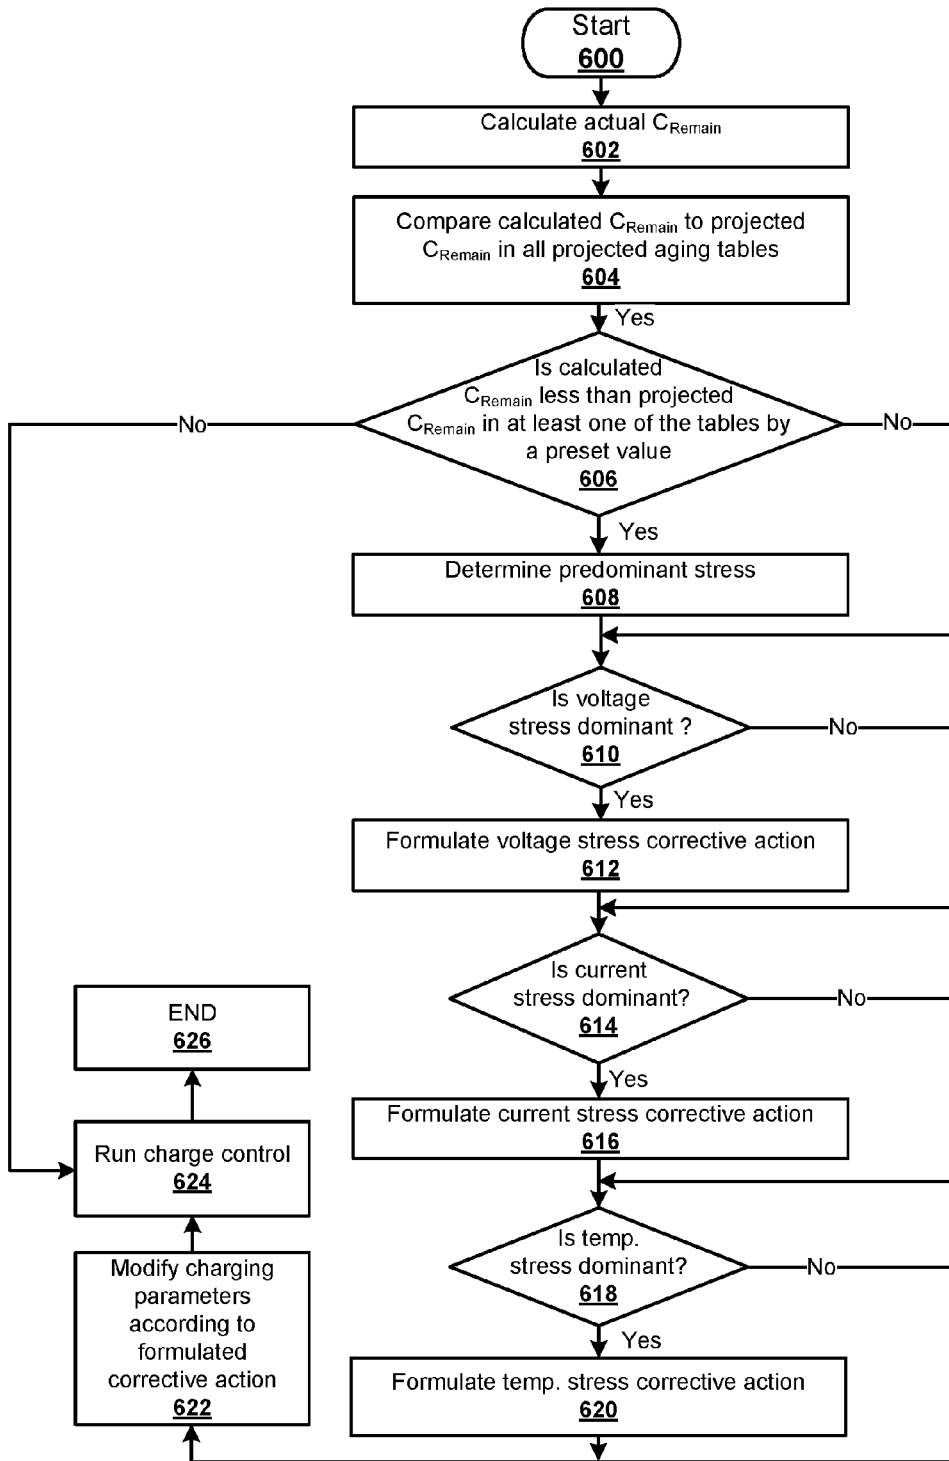 Start
600
Calculate actual CRemain
602
Compare calculated CRemain to projected
CRemain in all projected aging tables
604
Yes
Is calculated
CRemain less than projected
CRemain in at least one of the tables by
a preset value
606
No
No
Yes
Determine predominant stress
608
Is voltage
stress dominant ?
610
No
Yes
Formulate voltage stress corrective action
612
Is current
stress dominant?
614
No
Yes
Formulate current stress corrective action
616
Is temp.
stress dominant?
618
No
Yes
Formulate temp. stress corrective action
620
END
626
Run charge control
624
Modify charging
parameters
according to
formulated
corrective action
622